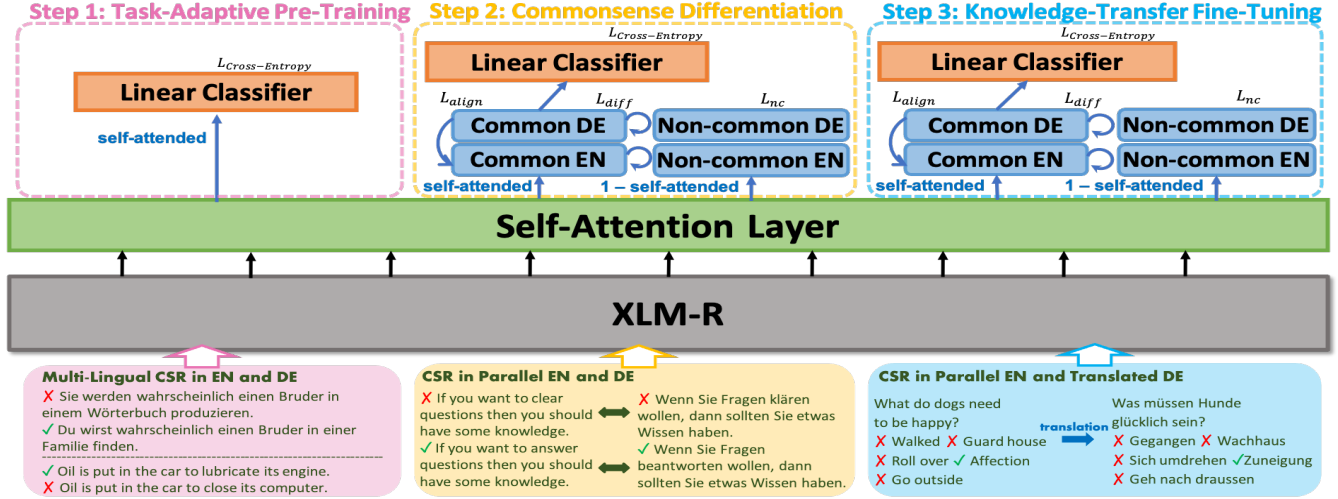 Step 1: Task-Adaptive Pre-Training
L_Cross-Entropy
Linear Classifier
self-attended
Step 2: Commonsense Differentiation
L_Cross-Entropy
Linear Classifier
L_align
L_diff
L_nc
Common DE
Non-common DE
Common EN
Non-common EN
self-attended
1 – self-attended
Step 3: Knowledge-Transfer Fine-Tuning
L_Cross-Entropy
Linear Classifier
L_align
L_diff
L_nc
Common DE
Non-common DE
Common EN
Non-common EN
self-attended
1 – self-attended
Self-Attention Layer
XLM-R
Multi-Lingual CSR in EN and DE
✗ Sie werden wahrscheinlich einen Bruder in
einem Wörterbuch produzieren.
✓ Du wirst wahrscheinlich einen Bruder in einer
Familie finden.
✓ Oil is put in the car to lubricate its engine.
✗ Oil is put in the car to close its computer.
CSR in Parallel EN and DE
✗ If you want to clear
questions then you should
have some knowledge.
✓ If you want to answer
questions then you should
have some knowledge.
✗ Wenn Sie Fragen klären
wollen, dann sollten Sie etwas
Wissen haben.
✓ Wenn Sie Fragen
beantworten wollen, dann
sollten Sie etwas Wissen haben.
CSR in Parallel EN and Translated DE
What do dogs need
to be happy?
✗ Walked ✗ Guard house
✗ Roll over ✓ Affection
✗ Go outside
translation
Was müssen Hunde
glücklich sein?
✗ Gegangen ✗ Wachhaus
✗ Sich umdrehen ✓ Zuneigung
✗ Geh nach draussen